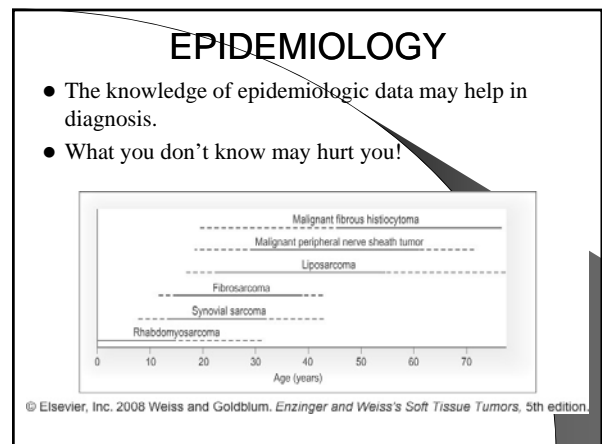 EPIDEMIOLOGY
● The knowledge of epidemiologic data may help in
diagnosis.
● What you don't know may hurt you!
Malignant fibrous histiocytoma
Malignant peripheral nerve sheath tumor
Liposarcoma
Fibrosarcoma
Synovial sarcoma
Rhabdomyosarcoma
0 10 20 30 40 50 60 70
Age (years)
© Elsevier, Inc. 2008 Weiss and Goldblum. Enzinger and Weiss's Soft Tissue Tumors, 5th edition.